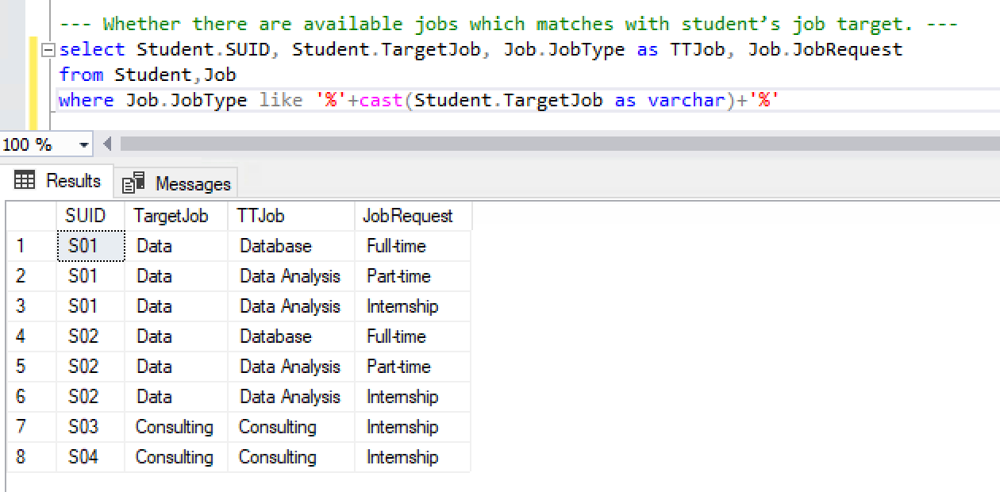 --- Whether there are available jobs which matches with student’s job target. ---
select Student.SUID, Student.TargetJob, Job.JobType as TTJob, Job.JobRequest
from Student,Job
where Job.JobType like '%'+cast(Student.TargetJob as varchar)+'%'
100 %
Results Messages
SUID TargetJob TTJob JobRequest
1 S01 Data Database Full-time
2 S01 Data Data Analysis Part-time
3 S01 Data Data Analysis Internship
4 S02 Data Database Full-time
5 S02 Data Data Analysis Part-time
6 S02 Data Data Analysis Internship
7 S03 Consulting Consulting Internship
8 S04 Consulting Consulting Internship